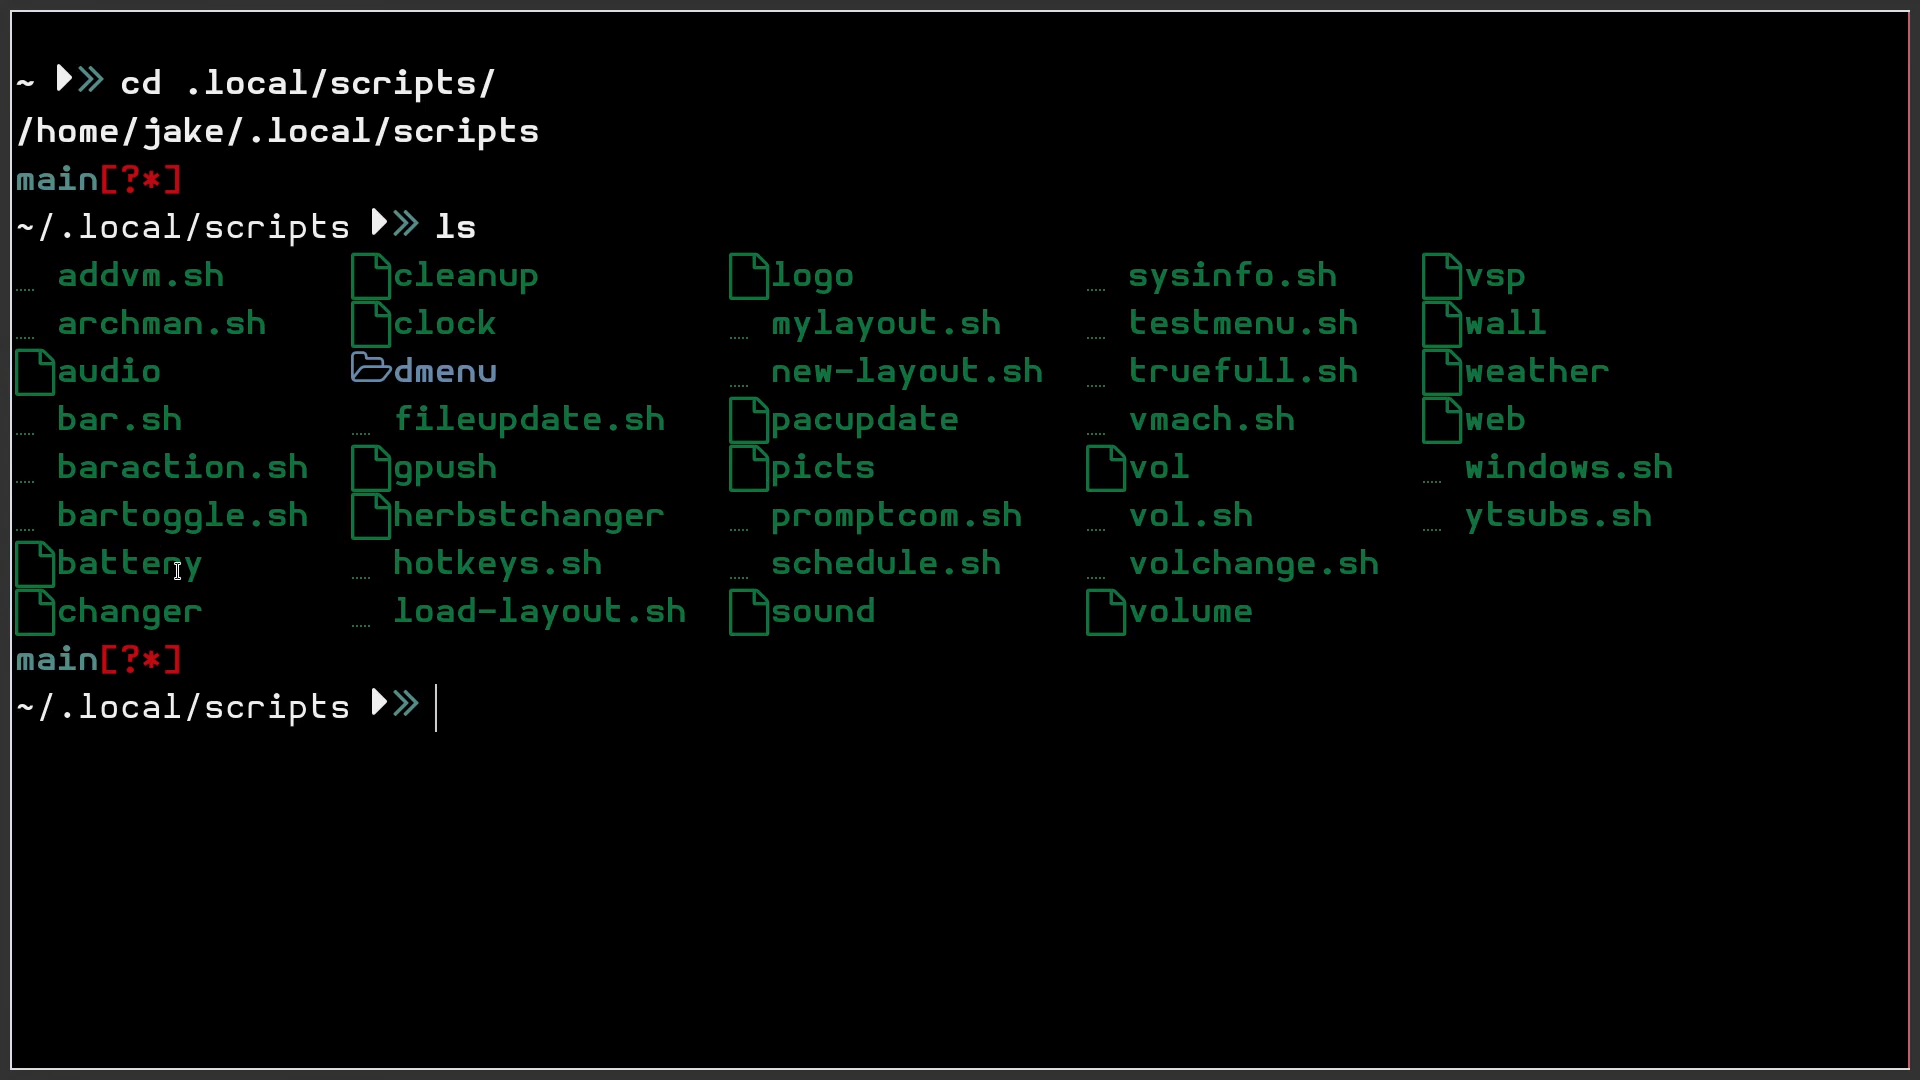 ~ cd .local/scripts/
/home/jake/.local/scripts
main[?*]
~/.local/scripts ls
addvm.sh cleanup logo sysinfo.sh vsp
archman.sh clock mylayout.sh testmenu.sh wall
audio dmenu new-layout.sh truefull.sh weather
bar.sh fileupdate.sh pacupdate vmach.sh web
baraction.sh gpush picts vol windows.sh
bartoggle.sh herbstchanger promptcom.sh vol.sh ytsubs.sh
battery hotkeys.sh schedule.sh volchange.sh
changer load-layout.sh sound volume
main[?*]
~/.local/scripts